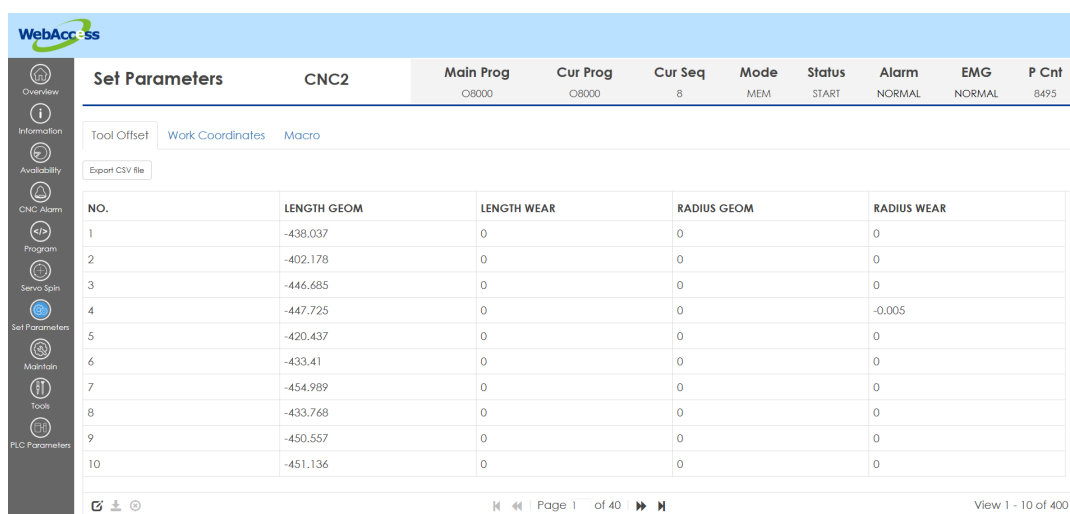 WebAccess
Overview
Information
Availability
CNC Alarm
Program
Servo Spin
Set Parameters
Maintain
Tools
PLC Parameters
Set Parameters CNC2 Main Prog Cur Prog Cur Seq Mode Status Alarm EMG P Cnt
O8000 O8000 8 MEM START NORMAL NORMAL 8495
Tool Offset Work Coordinates Macro
Export CSV file
NO. LENGTH GEOM LENGTH WEAR RADIUS GEOM RADIUS WEAR
1 -438.037 0 0 0
2 -402.178 0 0 0
3 -446.685 0 0 0
4 -447.725 0 0 -0.005
5 -420.437 0 0 0
6 -433.41 0 0 0
7 -454.989 0 0 0
8 -433.768 0 0 0
9 -450.557 0 0 0
10 -451.136 0 0 0
Page 1 of 40 View 1 - 10 of 400